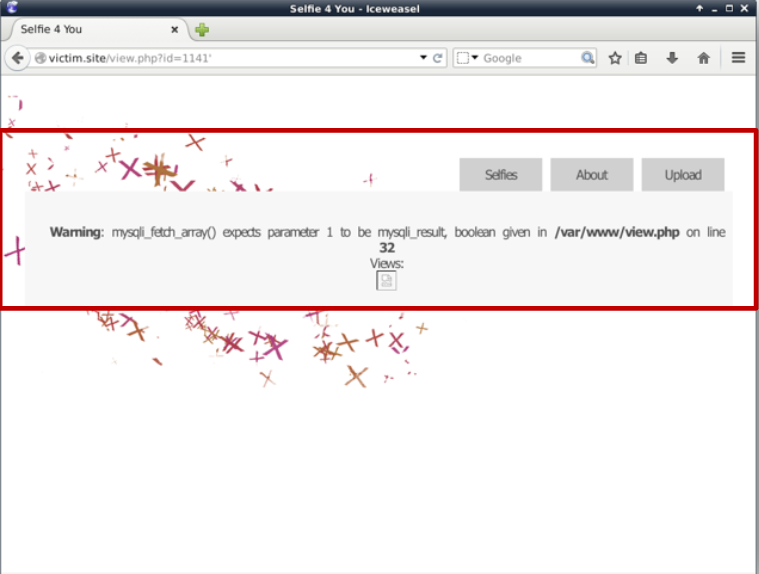 Selfie 4 You - Iceweasel
Selfie 4 You
victim.site/view.php?id=1141'
Google
Selfies About Upload
Warning: mysqli_fetch_array() expects parameter 1 to be mysqli_result, boolean given in /var/www/view.php on line
32
Views: